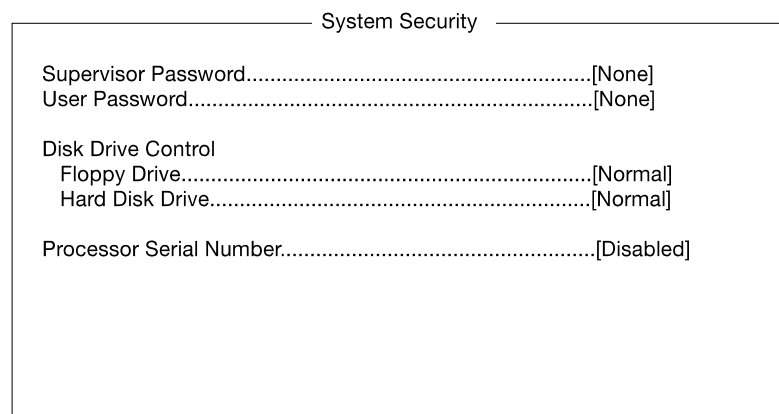 System Security
Supervisor Password..........................................................[None]
User Password....................................................................[None]
Disk Drive Control
Floppy Drive.....................................................................[Normal]
Hard Disk Drive................................................................[Normal]
Processor Serial Number.....................................................[Disabled]